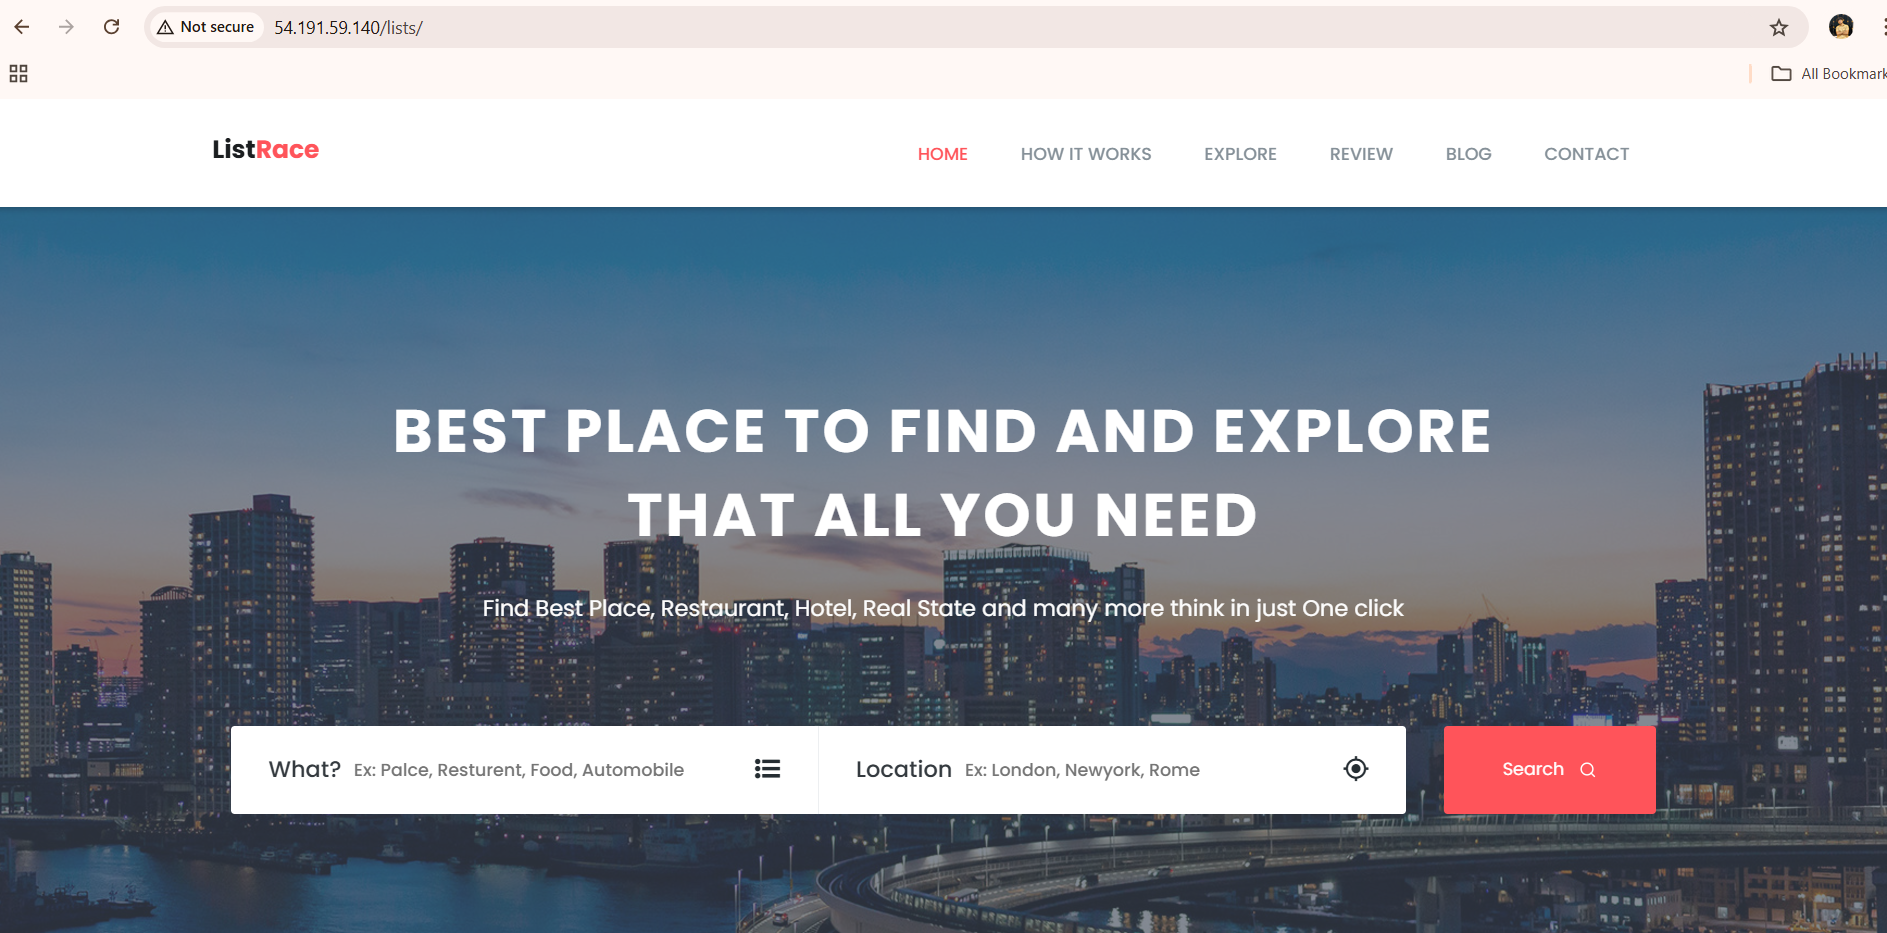 Not secure
54.191.59.140/lists/
All Bookmark
ListRace
HOME
HOW IT WORKS
EXPLORE
REVIEW
BLOG
CONTACT
BEST PLACE TO FIND AND EXPLORE
THAT ALL YOU NEED
Find Best Place, Restaurant, Hotel, Real State and many more think in just One click
What? Ex: Palce, Resturent, Food, Automobile
Location Ex: London, Newyork, Rome
Search